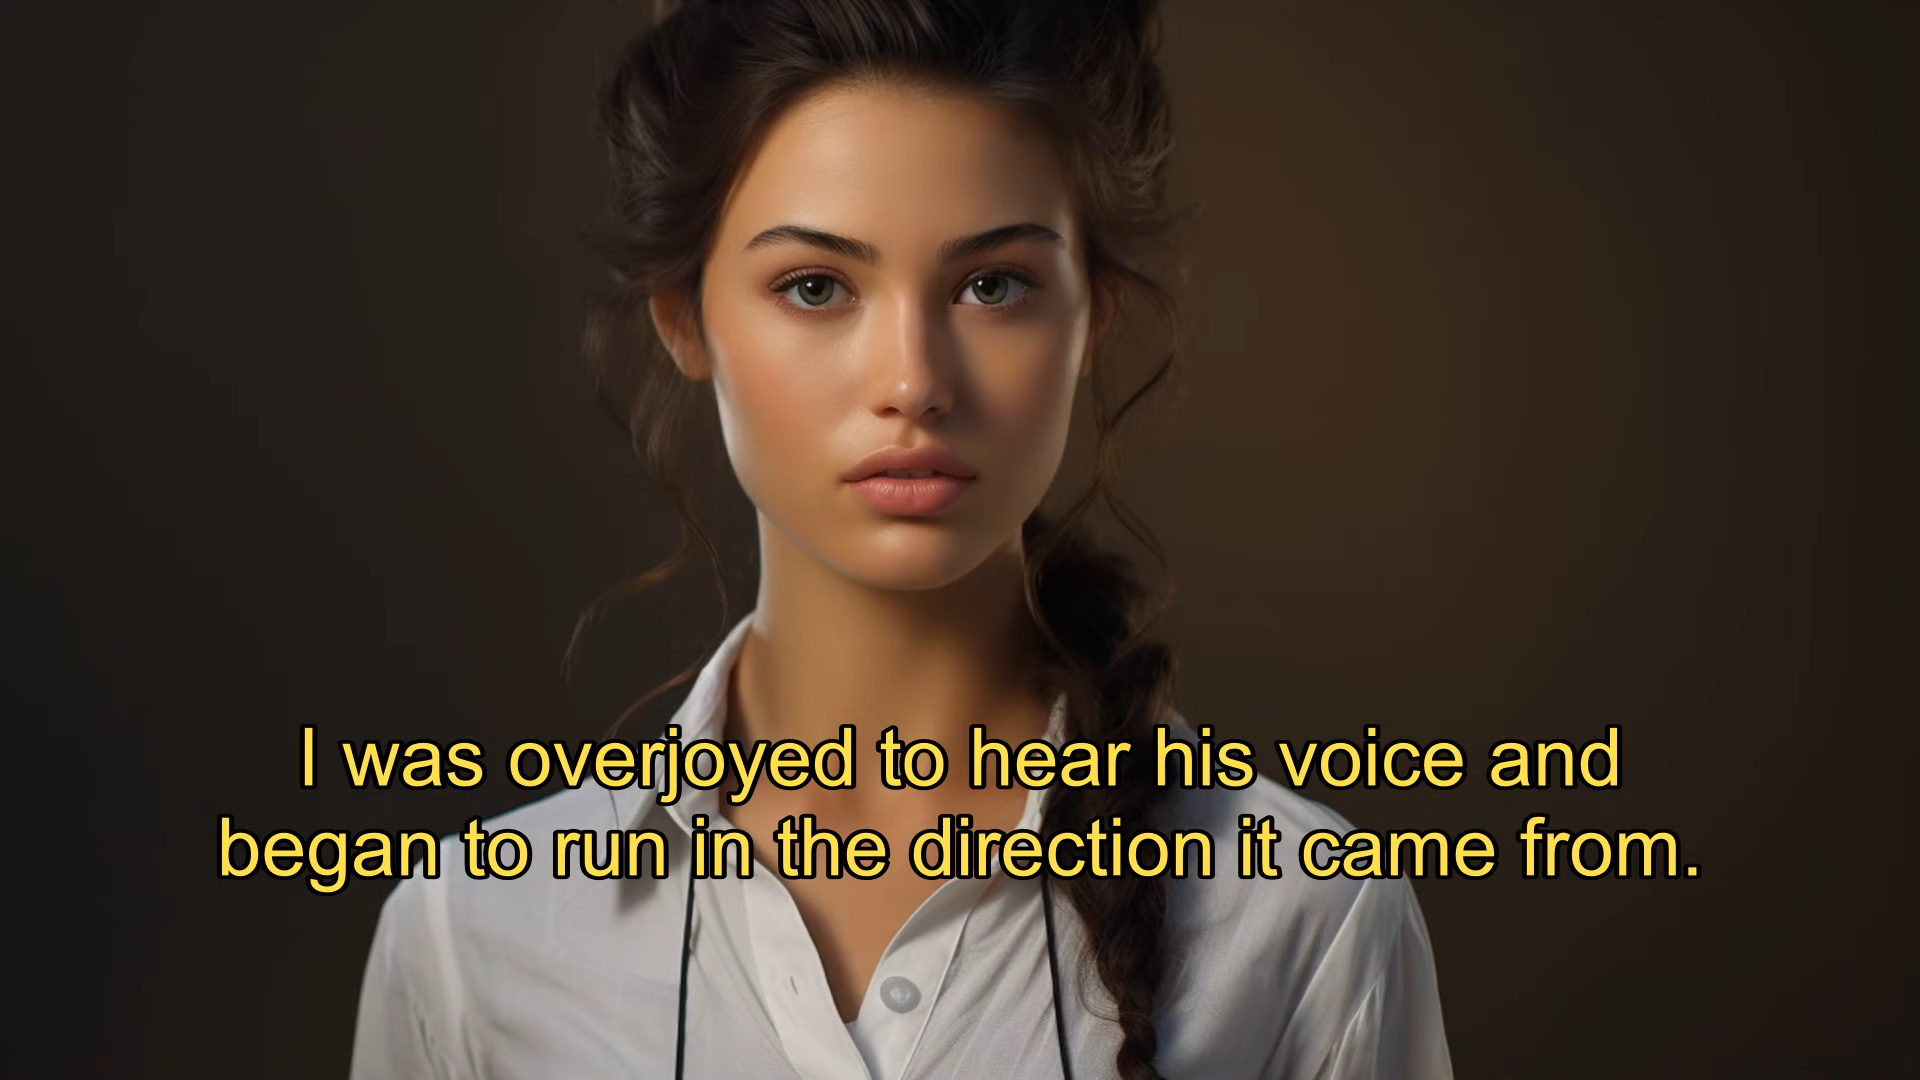 I was overjoyed to hear his voice and
began to run in the direction it came from.